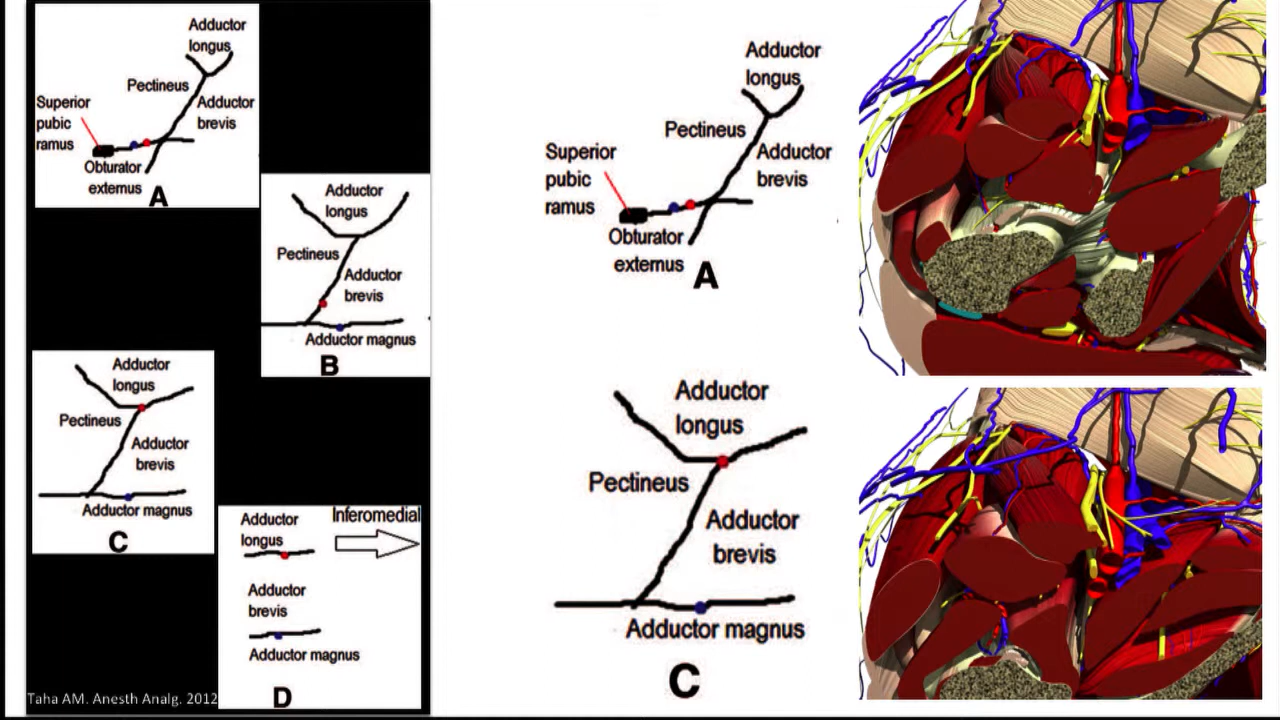 Adductor
longus
Pectineus
Adductor
brevis
Superior
pubic
ramus
Obturator
externus
A
Adductor
longus
Pectineus
Adductor
brevis
Adductor magnus
B
Adductor
longus
Pectineus
Adductor
brevis
Adductor magnus
C
Adductor
longus
Inferomedial
Adductor
brevis
Adductor magnus
D
Taha AM. Anesth Analg. 2012
Adductor
longus
Pectineus
Adductor
brevis
Superior
pubic
ramus
Obturator
externus
A
Adductor
longus
Pectineus
Adductor
brevis
Adductor magnus
C